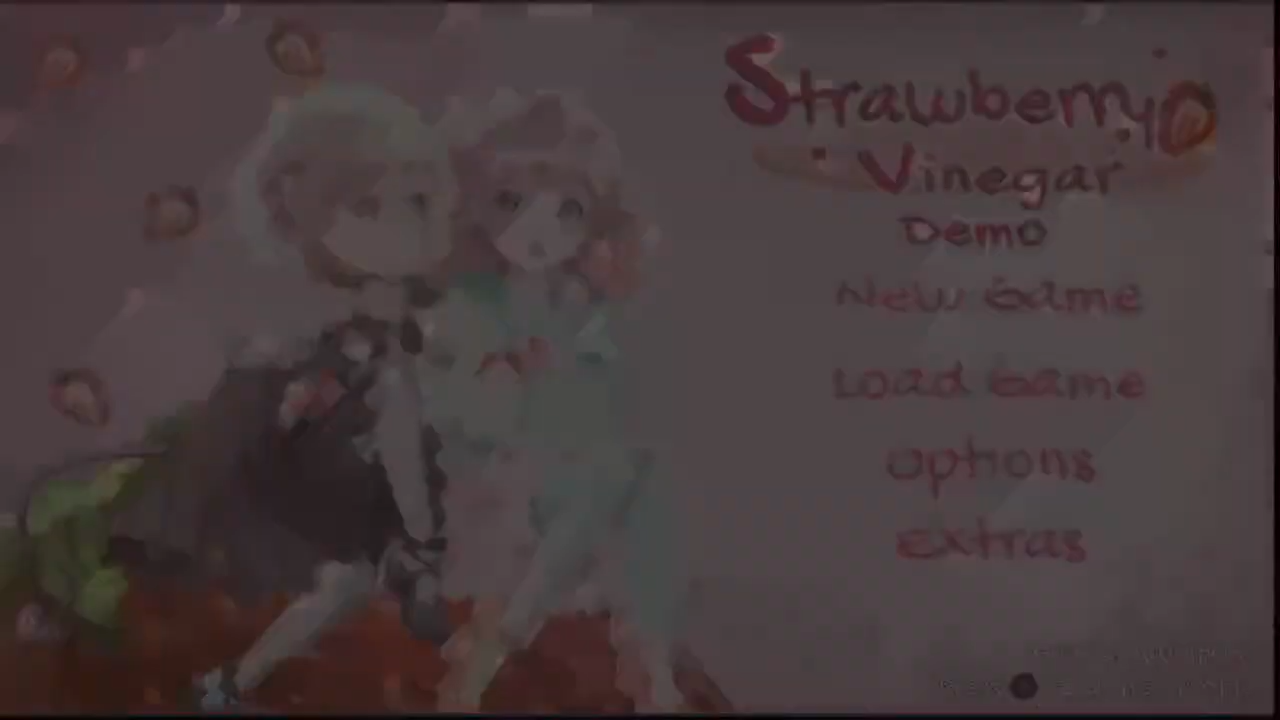 Strawberry
Vinegar
Demo
New Game
Load Game
options
extras